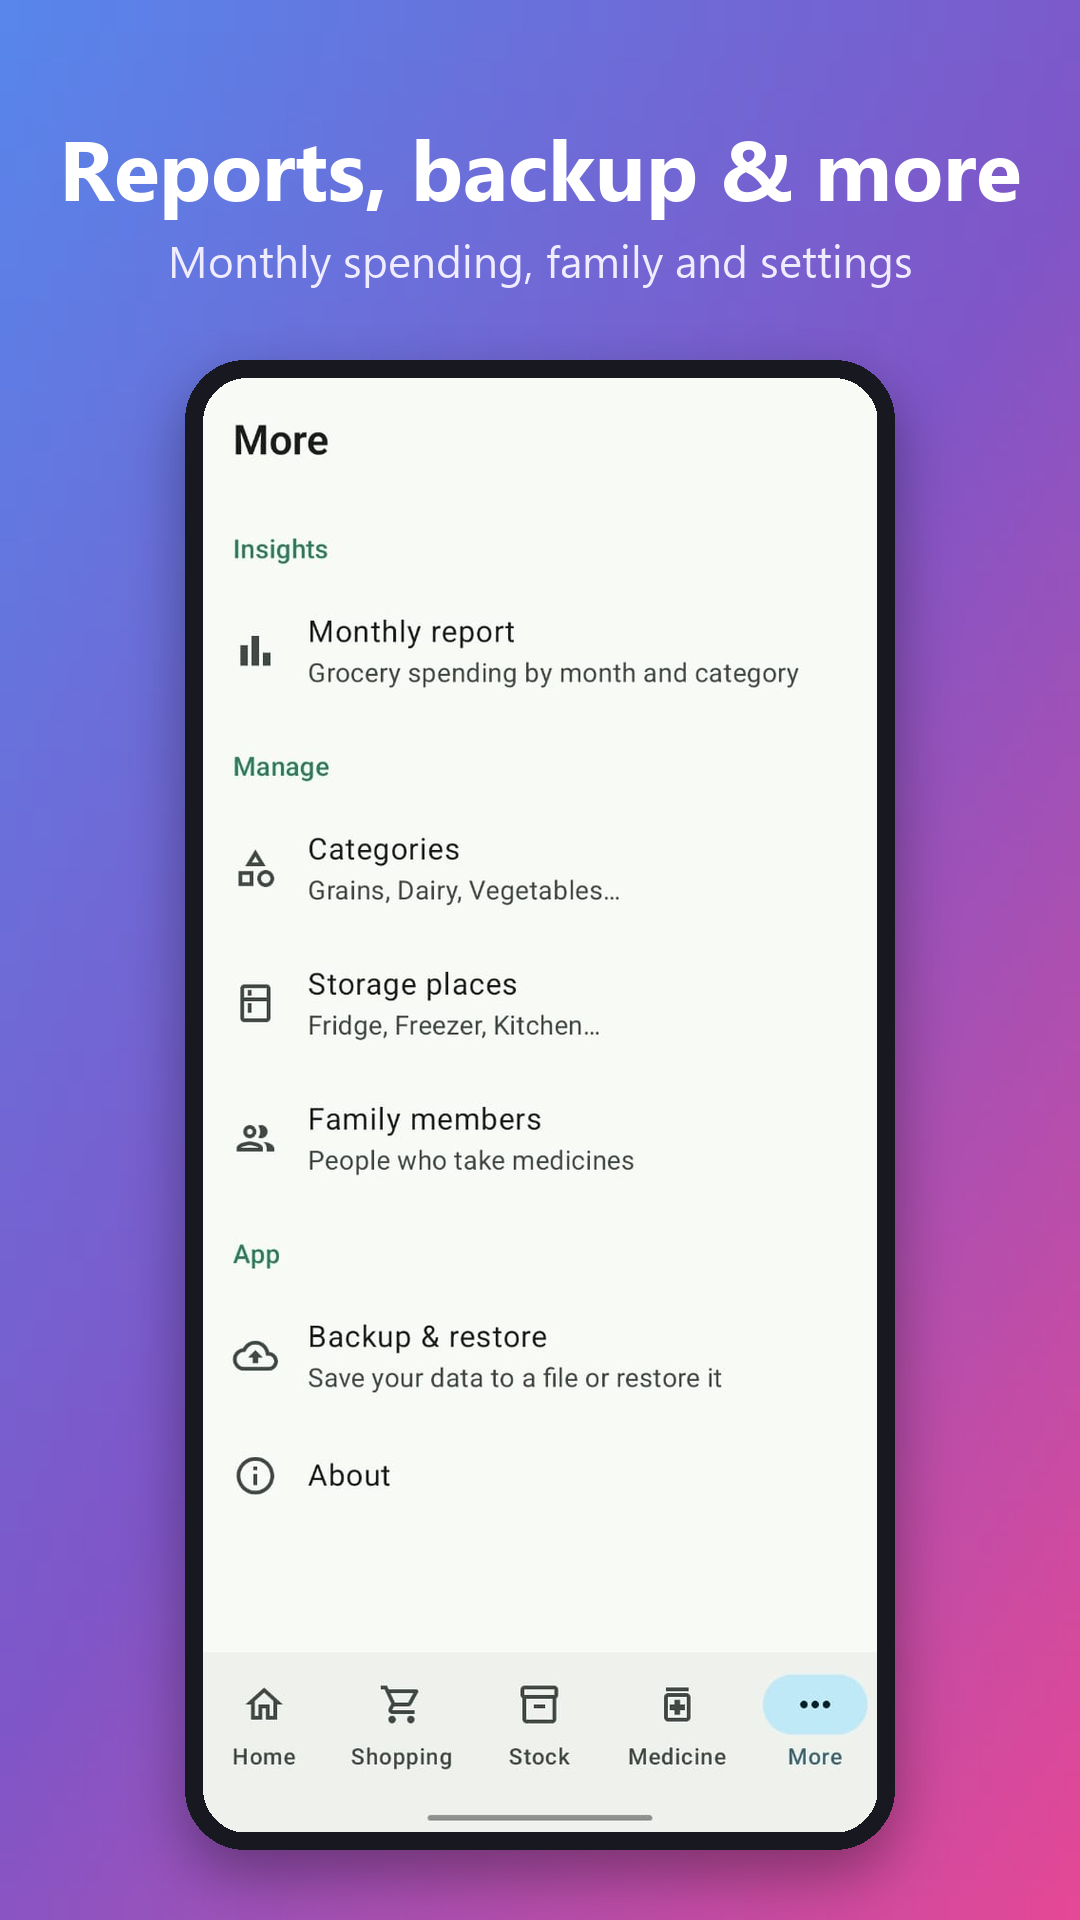 Reports, backup & more
Monthly spending, family and settings
More
Insights
Monthly report
Grocery spending by month and category
Manage
Categories
Grains, Dairy, Vegetables…
Storage places
Fridge, Freezer, Kitchen…
Family members
People who take medicines
App
Backup & restore
Save your data to a file or restore it
About
Home Shopping Stock Medicine More